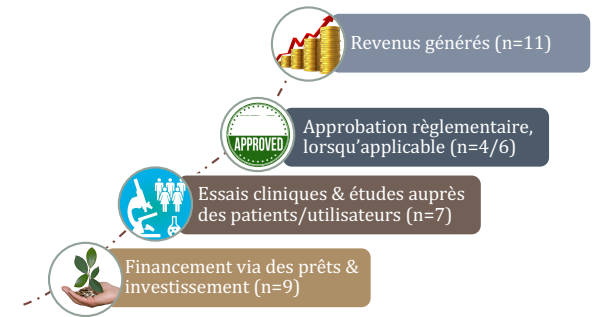 Revenus générés (n=11)
APPROVED
Approbation règlementaire,
lorsqu'applicable (n=4/6)
Essais cliniques & études auprès
des patients/utilisateurs (n=7)
Financement via des prêts &
investissement (n=9)